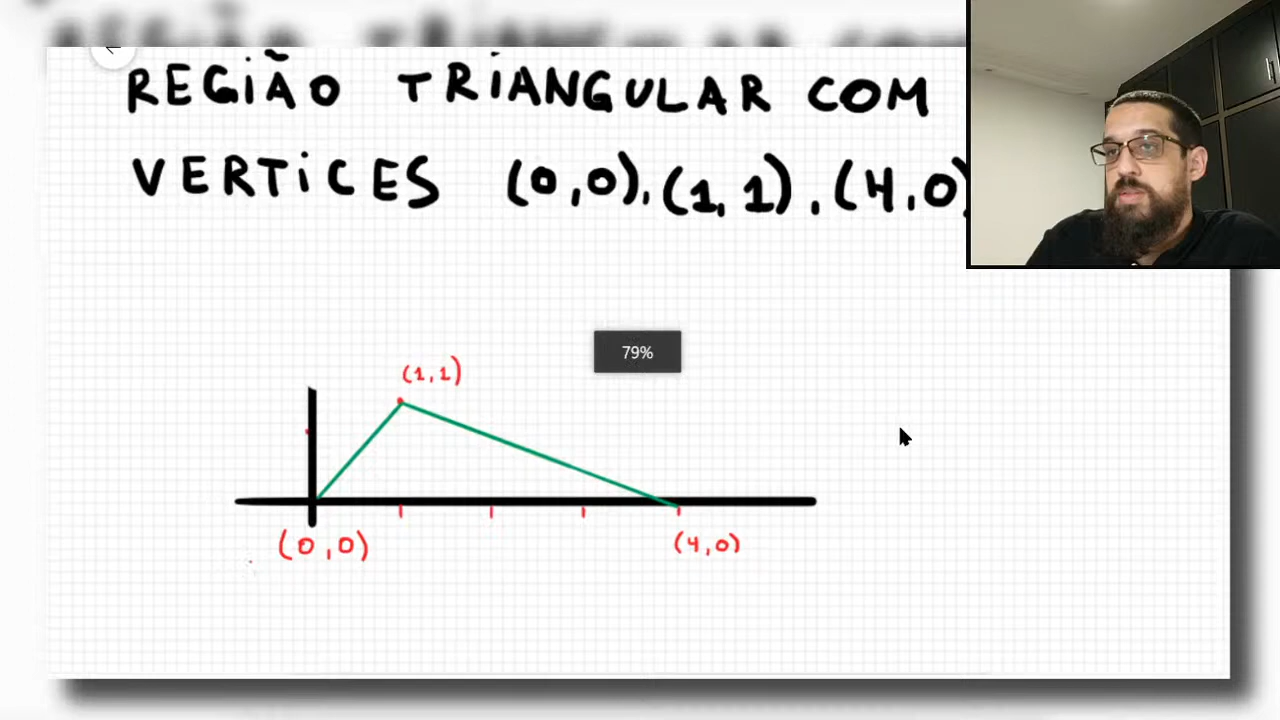 REGIÃO TRIANGULAR COM
VERTICES (0,0), (1,1), (4,0)
79%
(1,1)
(0,0)
(4,0)